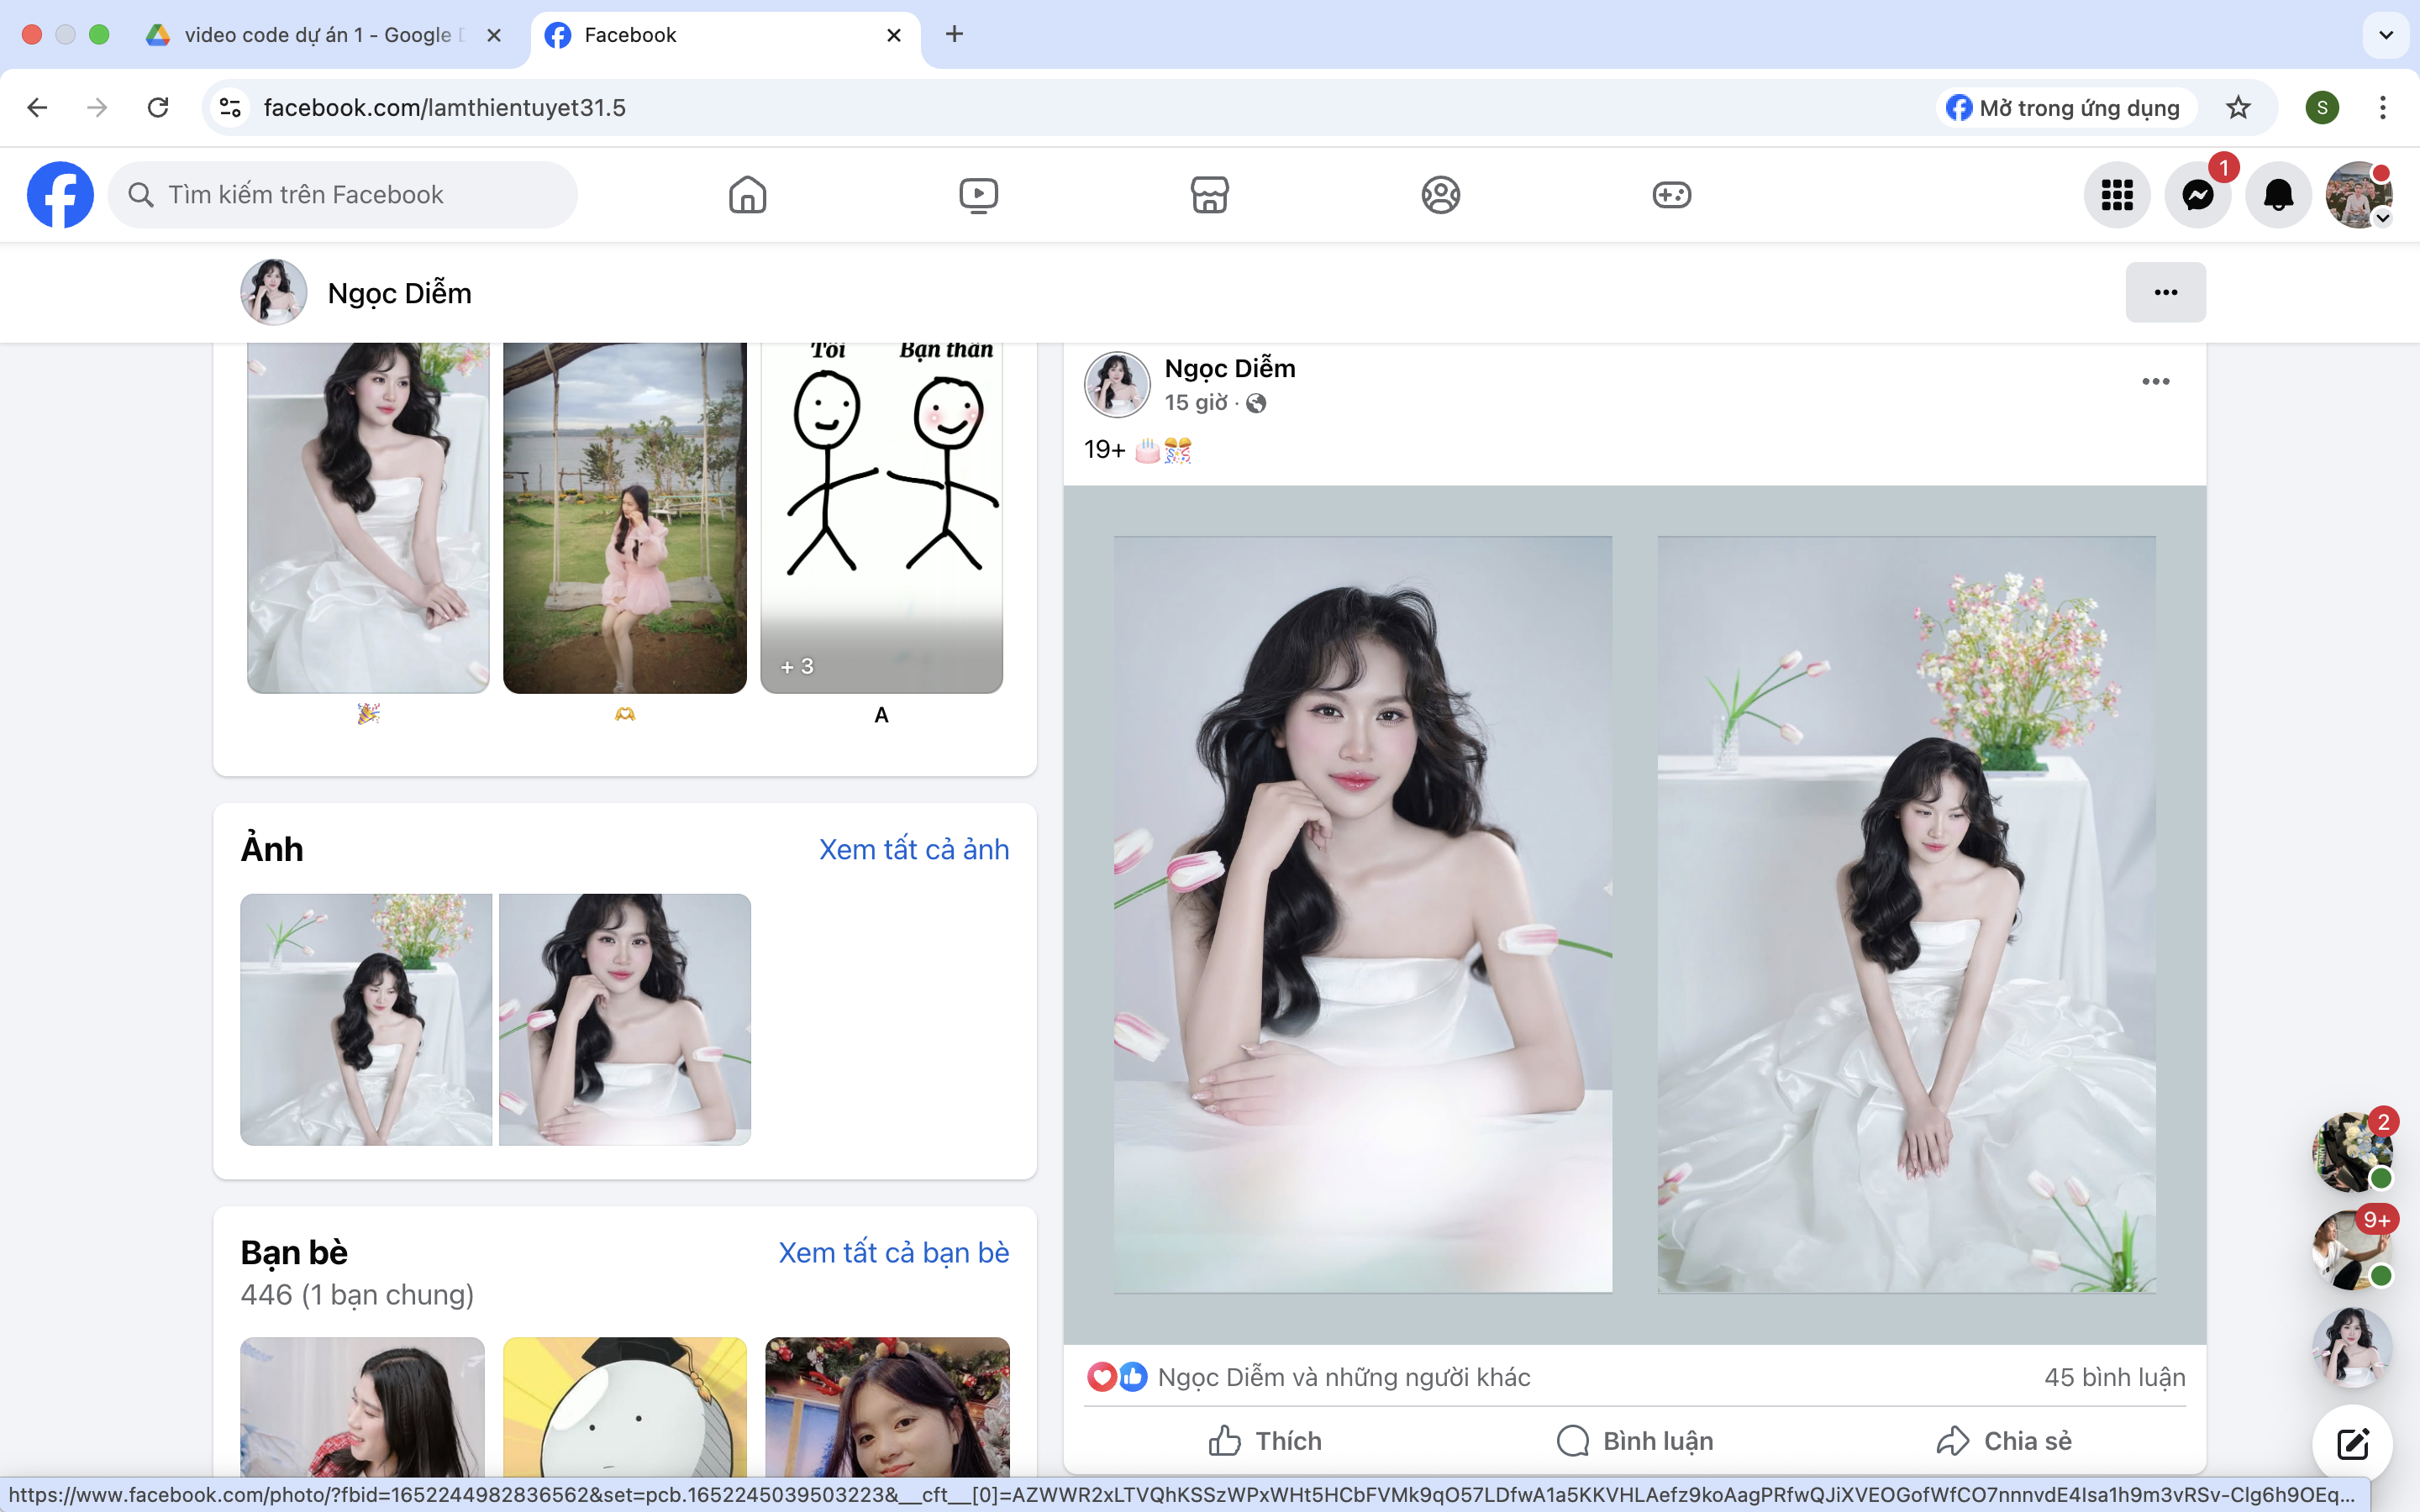 video code dự án 1 - Google D
Facebook
facebook.com/lamthientuyet31.5
Mở trong ứng dụng
S
Tìm kiếm trên Facebook
1
Ngọc Diễm
Tôi
Bạn thân
+ 3
A
Ảnh
Xem tất cả ảnh
Bạn bè
Xem tất cả bạn bè
446 (1 bạn chung)
Ngọc Diễm
15 giờ ·
19+ 🎂🎊
Ngọc Diễm và những người khác
45 bình luận
Thích
Bình luận
Chia sẻ
2
9+
https://www.facebook.com/photo/?fbid=1652244982836562&set=pcb.1652245039503223&__cft__[0]=AZWWR2xLTVQhKSSzWPxWHt5HCbFVMk9qO57LDfwA1a5KKVHLAefz9koAagPRfwQJiXVEOGofWfCO7nnnvdE4Isa1h9m3vRSv-Clg6h9OEq...